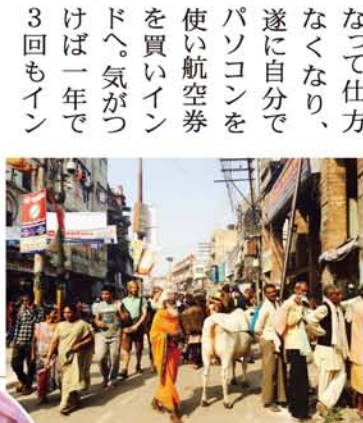 なって仕方
なくなり、
遂に自分で
パソコンを
使い航空券
を買いイン
ドへ。気がつ
けば一年で
3回もイン